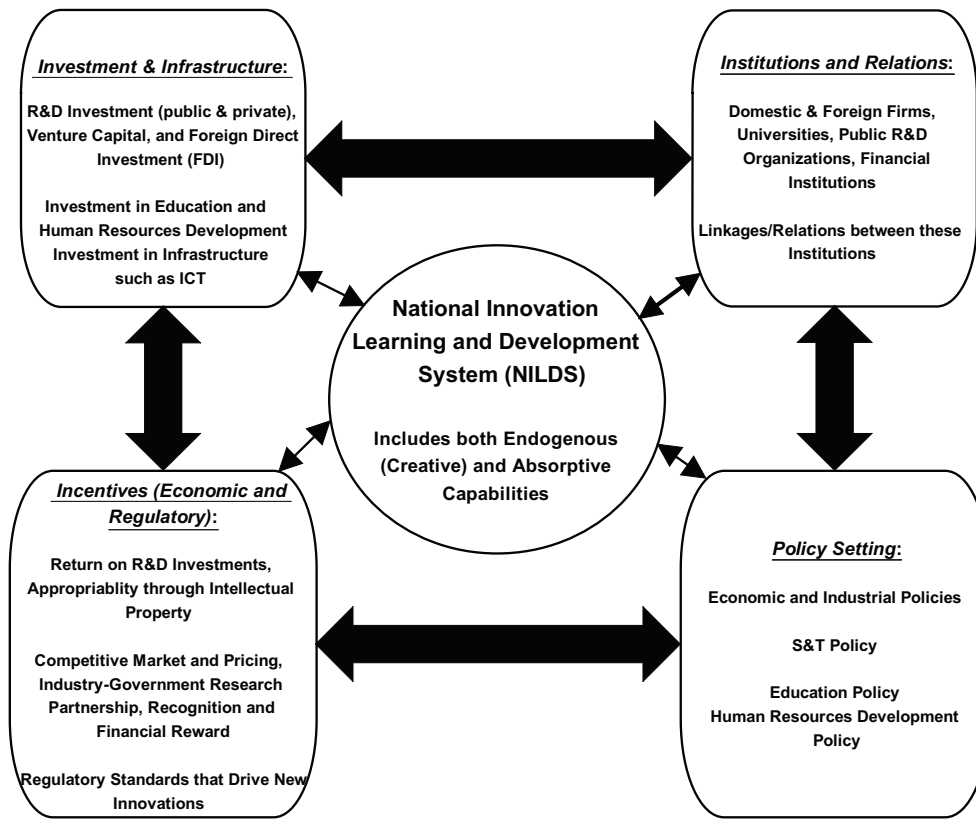 Investment & Infrastructure:
R&D Investment (public & private),
Venture Capital, and Foreign Direct
Investment (FDI)
Investment in Education and
Human Resources Development
Investment in Infrastructure
such as ICT
Institutions and Relations:
Domestic & Foreign Firms,
Universities, Public R&D
Organizations, Financial
Institutions
Linkages/Relations between these
Institutions
National Innovation
Learning and Development
System (NILDS)
Includes both Endogenous
(Creative) and Absorptive
Capabilities
Incentives (Economic and
Regulatory):
Return on R&D Investments,
Appropriablity through Intellectual
Property
Competitive Market and Pricing,
Industry-Government Research
Partnership, Recognition and
Financial Reward
Regulatory Standards that Drive New
Innovations
Policy Setting:
Economic and Industrial Policies
S&T Policy
Education Policy
Human Resources Development
Policy